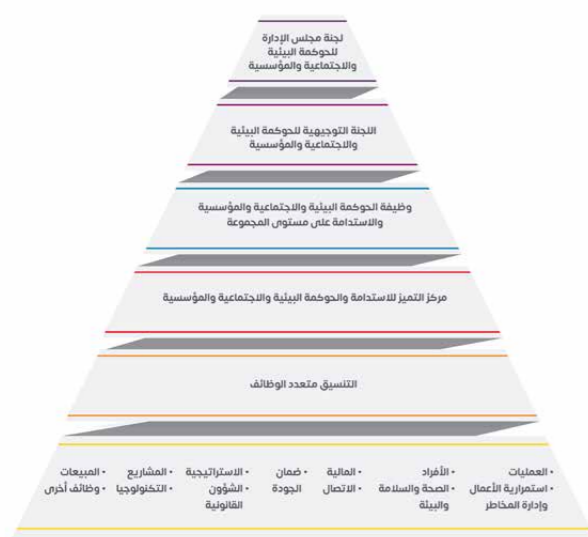 لجنة مجلس الإدارة
للحوكمة البيئية
والاجتماعية والمؤسسية
اللجنة التوجيهية للحوكمة البيئية
والاجتماعية والمؤسسية
وظيفة الحوكمة البيئية والاجتماعية والمؤسسية
والاستدامة على مستوى المجموعة
مركز التميز للاستدامة والحوكمة البيئية والاجتماعية والمؤسسية
التنسيق متعدد الوظائف
• العمليات
• استمرارية الأعمال
وإدارة المخاطر
• الأفراد
• الصحة والسلامة
والبيئة
• المالية
• الاتصال
• ضمان
الجودة
• الاستراتيجية
• الشؤون
القانونية
• المشاريع
• التكنولوجيا
• المبيعات
• وظائف أخرى